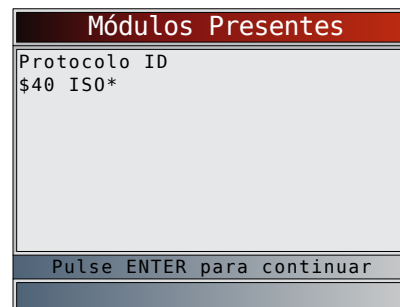 Módulos Presentes
Protocolo ID
$40 ISO*
Pulse ENTER para continuar